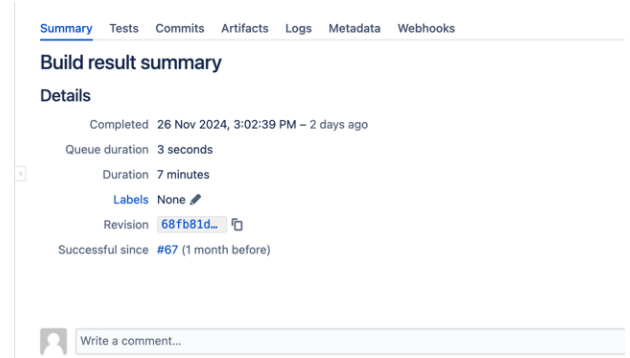 Summary Tests Commits Artifacts Logs Metadata Webhooks
Build result summary
Details
Completed 26 Nov 2024, 3:02:39 PM – 2 days ago
Queue duration 3 seconds
Duration 7 minutes
Labels None
Revision 68fb81d…
Successful since #67 (1 month before)
Write a comment...